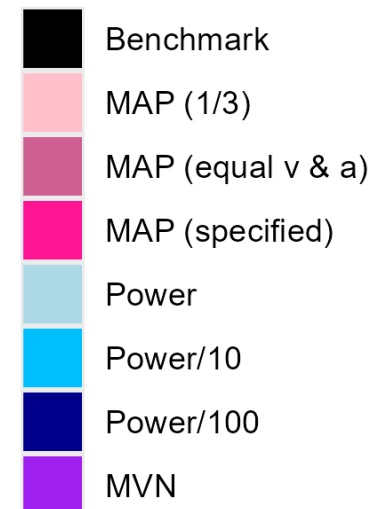 Benchmark
MAP (1/3)
MAP (equal v & a)
MAP (specified)
Power
Power/10
Power/100
MVN